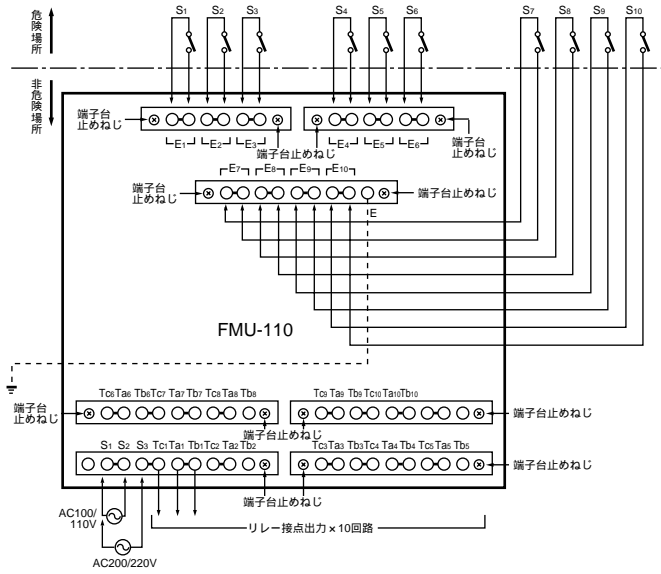 危険場所
非危険場所
S1 S2 S3 S4 S5 S6 S7 S8 S9 S10
端子台
止めねじ
E1 E2 E3
端子台止めねじ
E4 E5 E6
端子台
止めねじ
E7 E8 E9 E10
端子台
止めねじ
端子台
止めねじ
E
FMU-110
Tc6 Ta6 Tb6 Tc7 Ta7 Tb7 Tc8 Ta8 Tb8
Tc9 Ta9 Tb9 Tc10 Ta10 Tb10
端子台
止めねじ
端子台止めねじ
端子台止めねじ
S1 S2 S3 Tc1 Ta1 Tb1 Tc2 Ta2 Tb2
Tc3 Ta3 Tb3 Tc4 Ta4 Tb4 Tc5 Ta5 Tb5
端子台止めねじ
端子台止めねじ
AC100/
110V
リレー接点出力×10回路
AC200/220V